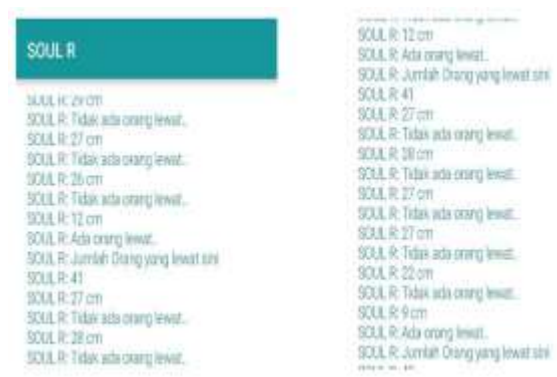 SOUL R
SOUL R: 29 cm
SOUL R: Tidak ada orang lewat..
SOUL R: 27 cm
SOUL R: Tidak ada orang lewat..
SOUL R: 26 cm
SOUL R: Tidak ada orang lewat..
SOUL R: 12 cm
SOUL R: Ada orang lewat..
SOUL R: Jumlah Orang yang lewat sini
SOUL R: 41
SOUL R: 27 cm
SOUL R: Tidak ada orang lewat..
SOUL R: 28 cm
SOUL R: Tidak ada orang lewat..
SOUL R: 12 cm
SOUL R: Ada orang lewat..
SOUL R: Jumlah Orang yang lewat sini
SOUL R: 41
SOUL R: 27 cm
SOUL R: Tidak ada orang lewat..
SOUL R: 28 cm
SOUL R: Tidak ada orang lewat..
SOUL R: 27 cm
SOUL R: Tidak ada orang lewat..
SOUL R: 27 cm
SOUL R: Tidak ada orang lewat..
SOUL R: 22 cm
SOUL R: Tidak ada orang lewat..
SOUL R: 9 cm
SOUL R: Ada orang lewat..
SOUL R: Jumlah Orang yang lewat sini